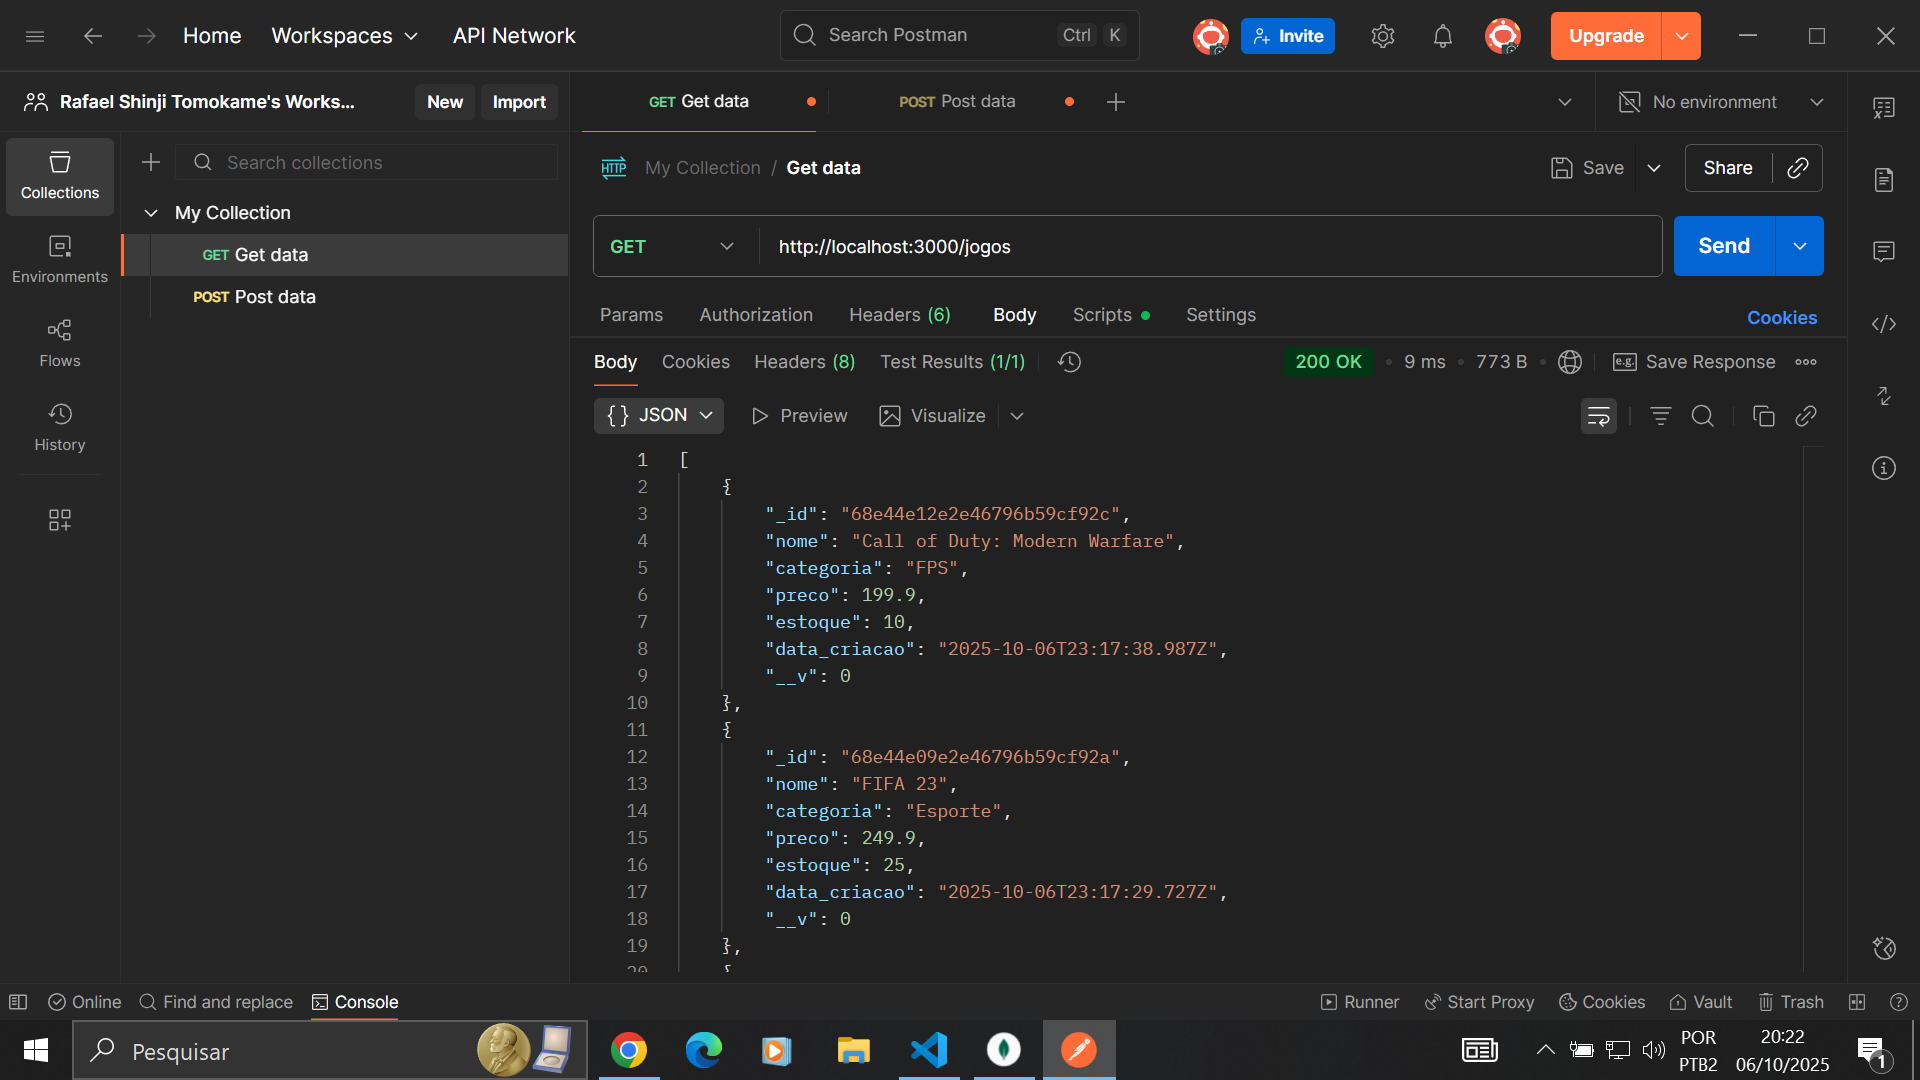 Home
Workspaces
API Network
Search Postman
Ctrl
K
Invite
Upgrade
Rafael Shinji Tomokame's Works...
New
Import
GET Get data
POST Post data
No environment
Collections
Environments
Flows
History
Search collections
My Collection
GET Get data
POST Post data
HTTP
My Collection / Get data
Save
Share
GET
http://localhost:3000/jogos
Send
Params
Authorization
Headers (6)
Body
Scripts
Settings
Cookies
Body
Cookies
Headers (8)
Test Results (1/1)
200 OK
9 ms
773 B
e.g.
Save Response
{} JSON
Preview
Visualize
1 [
2 {
3 "_id": "68e44e12e2e46796b59cf92c",
4 "nome": "Call of Duty: Modern Warfare",
5 "categoria": "FPS",
6 "preco": 199.9,
7 "estoque": 10,
8 "data_criacao": "2025-10-06T23:17:38.987Z",
9 "__v": 0
10 },
11 {
12 "_id": "68e44e09e2e46796b59cf92a",
13 "nome": "FIFA 23",
14 "categoria": "Esporte",
15 "preco": 249.9,
16 "estoque": 25,
17 "data_criacao": "2025-10-06T23:17:29.727Z",
18 "__v": 0
19 },
20 {
Online
Find and replace
Console
Runner
Start Proxy
Cookies
Vault
Trash
Pesquisar
POR
PTB2
20:22
06/10/2025
1